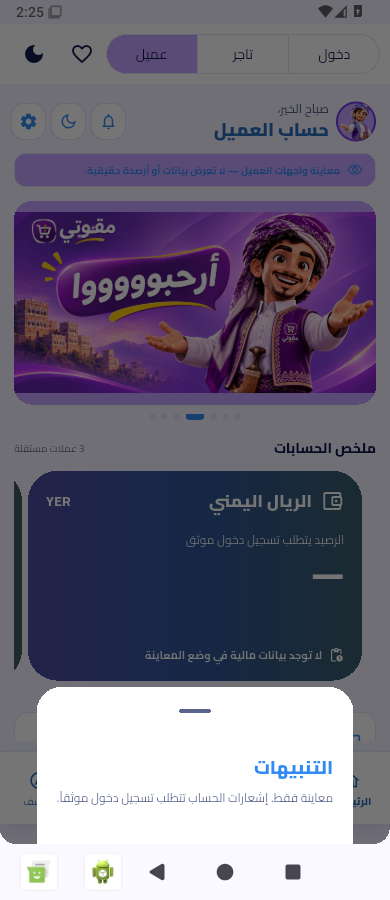 2:25
دخول
تاجر
عميل
صباح الخير،
حساب العميل
معاينة واجهات العميل — لا تعرض بيانات أو أرصدة حقيقية.
مقوتي
أرحبووووا
مقوتي
ملخص الحسابات
3 عملات مستقلة
الريال اليمني
YER
الرصيد يتطلب تسجيل دخول موثق
لا توجد بيانات مالية في وضع المعاينة
التنبيهات
معاينة فقط. إشعارات الحساب تتطلب تسجيل دخول موثقاً.